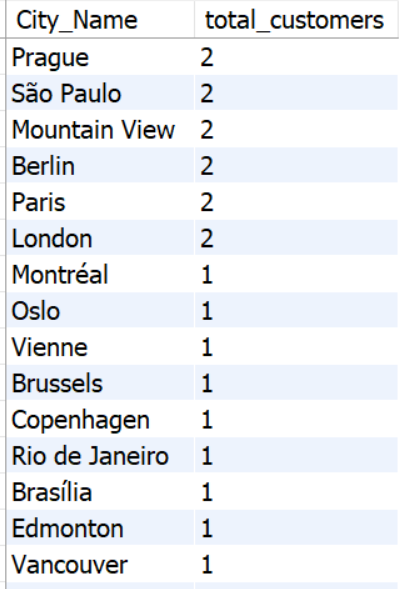 City_Name total_customers
Prague 2
São Paulo 2
Mountain View 2
Berlin 2
Paris 2
London 2
Montréal 1
Oslo 1
Vienne 1
Brussels 1
Copenhagen 1
Rio de Janeiro 1
Brasília 1
Edmonton 1
Vancouver 1